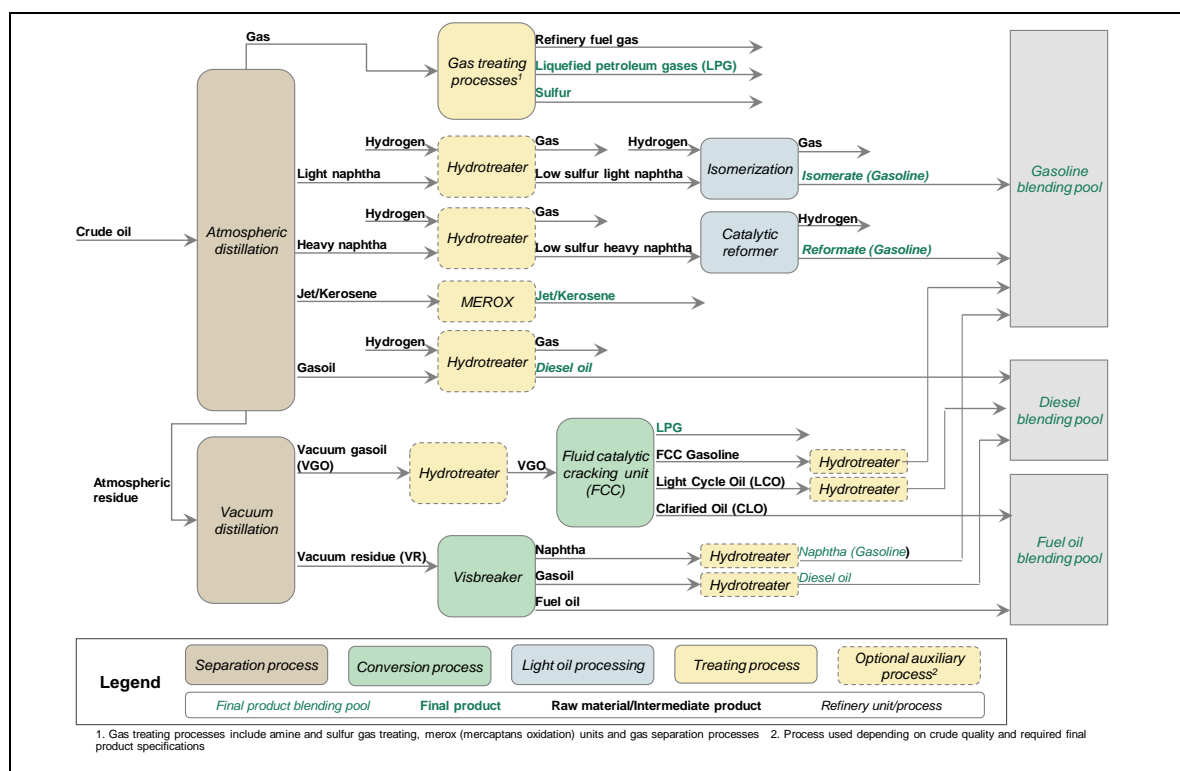 Gas
Gas treating
processes1
Refinery fuel gas
Liquefied petroleum gases (LPG)
Sulfur
Crude oil
Atmospheric
distillation
Light naphtha
Hydrogen
Hydrotreater
Gas
Low sulfur light naphtha
Hydrogen
Isomerization
Gas
Isomerate (Gasoline)
Gasoline
blending pool
Heavy naphtha
Hydrogen
Hydrotreater
Gas
Low sulfur heavy naphtha
Catalytic
reformer
Hydrogen
Reformate (Gasoline)
Jet/Kerosene
MEROX
Jet/Kerosene
Gasoil
Hydrogen
Hydrotreater
Gas
Diesel oil
Diesel
blending pool
Atmospheric
residue
Vacuum
distillation
Vacuum gasoil
(VGO)
Hydrotreater
VGO
Fluid catalytic
cracking unit
(FCC)
LPG
FCC Gasoline
Hydrotreater
Light Cycle Oil (LCO)
Hydrotreater
Clarified Oil (CLO)
Fuel oil
blending pool
Vacuum residue (VR)
Visbreaker
Naphtha
Hydrotreater
Naphtha (Gasoline)
Gasoil
Hydrotreater
Diesel oil
Fuel oil
Legend
Separation process
Conversion process
Light oil processing
Treating process
Optional auxiliary
process2
Final product blending pool
Final product
Raw material/Intermediate product
Refinery unit/process
1. Gas treating processes include amine and sulfur gas treating, merox (mercaptans oxidation) units and gas separation processes 2. Process used depending on crude quality and required final
product specifications